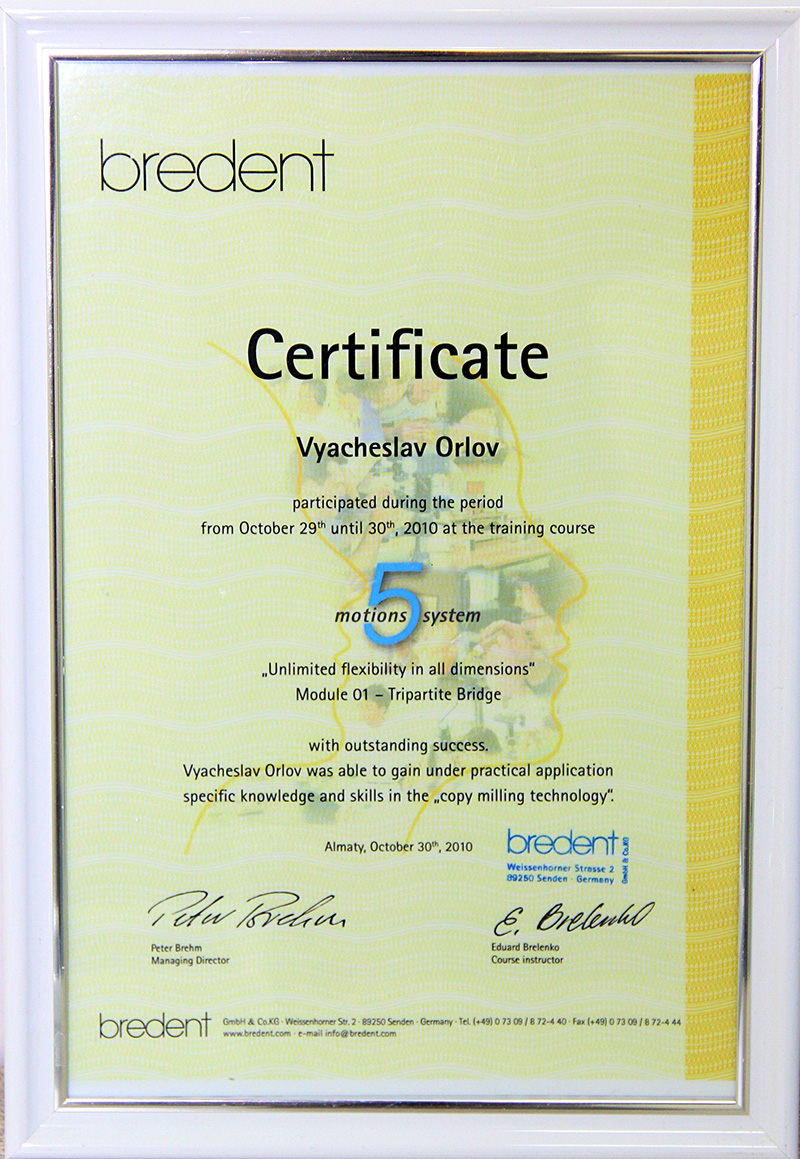 bredent
Certificate
Vyacheslav Orlov
participated during the period
from October 29th until 30th, 2010 at the training course
motions 5 system
„Unlimited flexibility in all dimensions“
Module 01 – Tripartite Bridge
with outstanding success.
Vyacheslav Orlov was able to gain under practical application
specific knowledge and skills in the „copy milling technology“.
Almaty, October 30th, 2010
bredent GmbH & Co.KG
Weissenhorner Strasse 2
89250 Senden · Germany
Peter Brehm
E. Brelenko
Peter Brehm
Managing Director
Eduard Brelenko
Course instructor
bredent GmbH & Co.KG · Weissenhorner Str. 2 · 89250 Senden · Germany · Tel. (+49) 0 73 09 / 8 72-4 40 · Fax (+49) 0 73 09 / 8 72-4 44
www.bredent.com · e-mail info@bredent.com